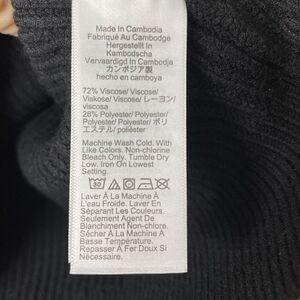 Made In Cambodia
Fabriqué Au Cambodge
Hergestellt In
Kambodscha
Vervaardigd In Cambodja
カンボジア製
hecho en camboya
72% Viscose/ Viscose/
Viskose/ Viscose/ レーヨン/
viscosa
28% Polyester/ Polyester/
Polyester/ Polyester/ ポリ
エステル/ poliéster
Machine Wash Cold. With
Like Colors. Non-chlorine
Bleach Only. Tumble Dry
Low. Iron On Lowest
Setting.
Laver À La Machine À
L'eau Froide. Laver En
Séparant Les Couleurs.
Seulement Agent De
Blanchiment Non-chlore.
Sécher À La Machine À
Basse Température.
Repasser À Fer Doux Si
Nécessaire.